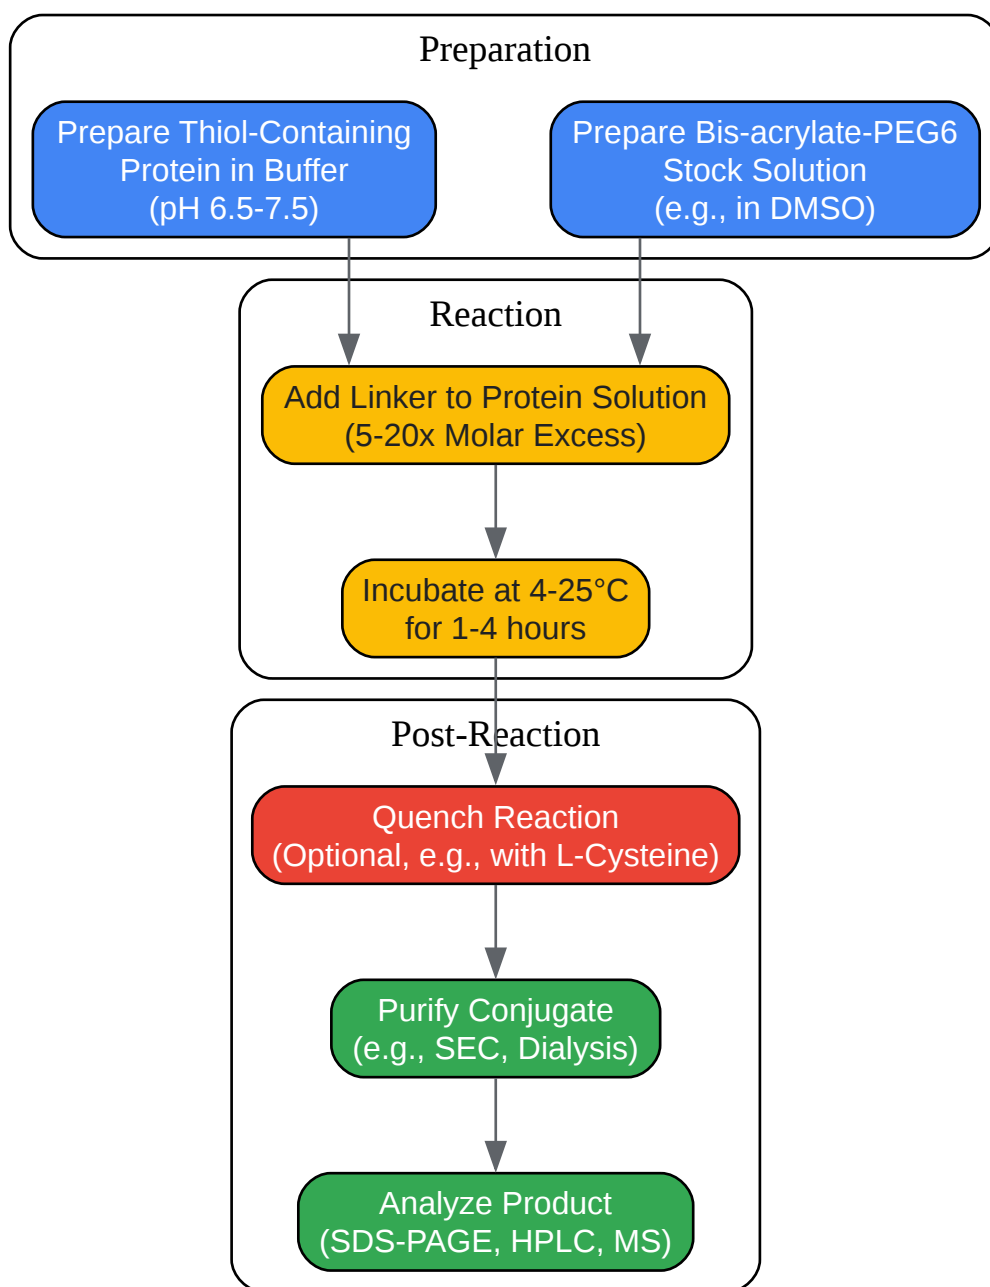 Preparation
Prepare Thiol-Containing
Protein in Buffer
(pH 6.5-7.5)
Prepare Bis-acrylate-PEG6
Stock Solution
(e.g., in DMSO)
Reaction
Add Linker to Protein Solution
(5-20x Molar Excess)
Incubate at 4-25°C
for 1-4 hours
Post-Reaction
Quench Reaction
(Optional, e.g., with L-Cysteine)
Purify Conjugate
(e.g., SEC, Dialysis)
Analyze Product
(SDS-PAGE, HPLC, MS)